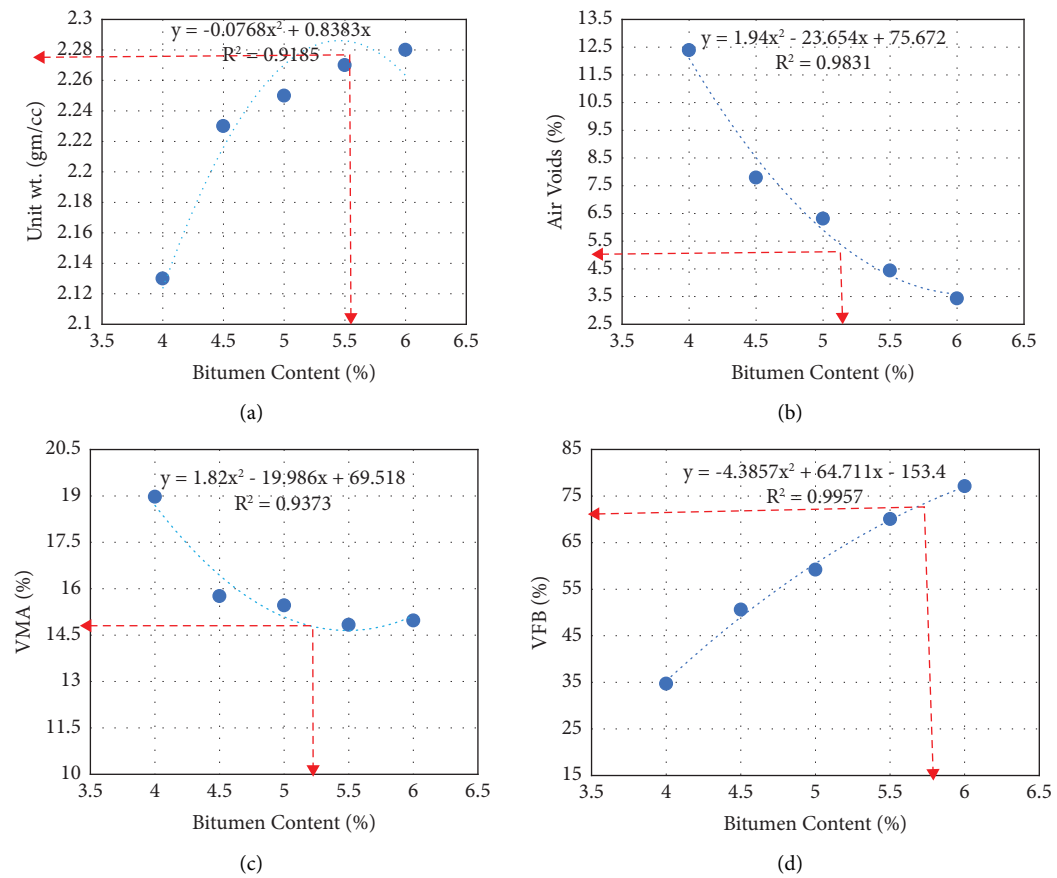 2.3
2.28
2.26
2.24
2.22
2.2
2.18
2.16
2.14
2.12
2.1
Unit wt. (gm/cc)
y = -0.0768x² + 0.8383x
R² = 0.9185
3.5 4 4.5 5 5.5 6 6.5
Bitumen Content (%)
(a)
13.5
12.5
11.5
10.5
9.5
8.5
7.5
6.5
5.5
4.5
3.5
2.5
Air Voids (%)
y = 1.94x² - 23.654x + 75.672
R² = 0.9831
3.5 4 4.5 5 5.5 6 6.5
Bitumen Content (%)
(b)
20.5
19
17.5
16
14.5
13
11.5
10
VMA (%)
y = 1.82x² - 19.986x + 69.518
R² = 0.9373
3.5 4 4.5 5 5.5 6 6.5
Bitumen Content (%)
(c)
85
75
65
55
45
35
25
15
VFB (%)
y = -4.3857x² + 64.711x - 153.4
R² = 0.9957
3.5 4 4.5 5 5.5 6 6.5
Bitumen Content (%)
(d)